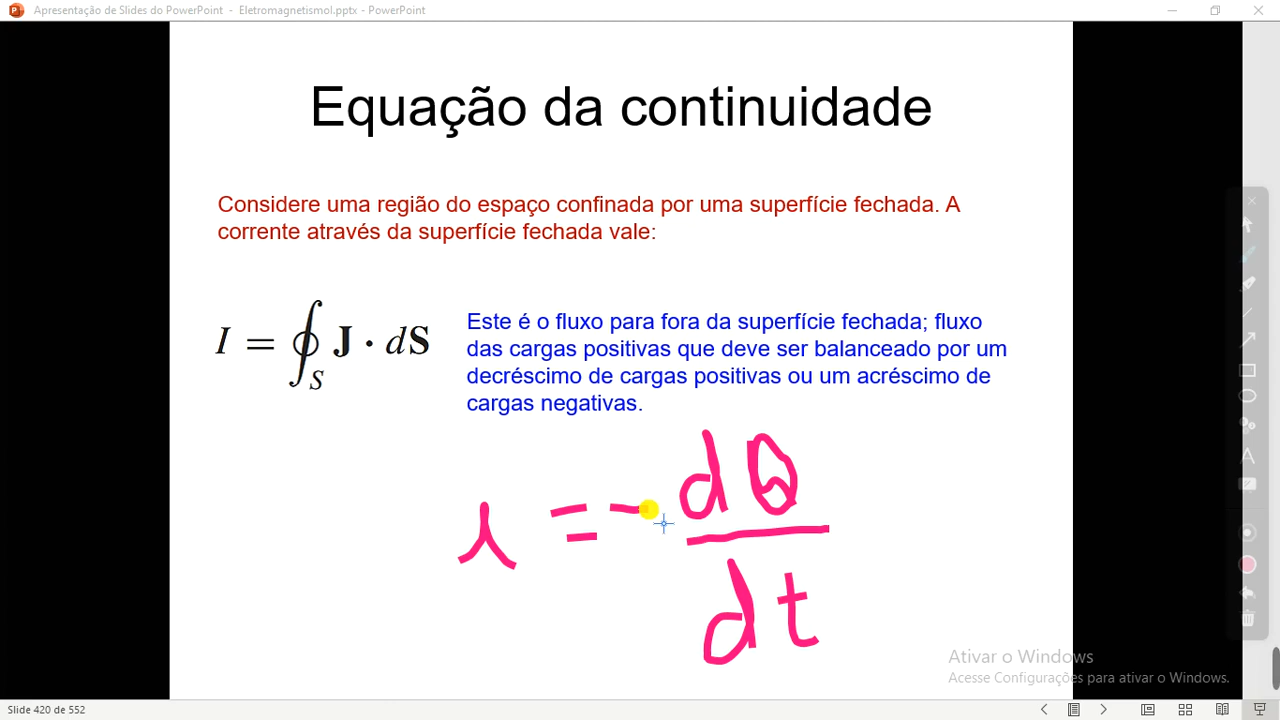 Apresentação de Slides do PowerPoint - Eletromagnetismol.pptx - PowerPoint
Equação da continuidade
Considere uma região do espaço confinada por uma superfície fechada. A
corrente através da superfície fechada vale:
I = ∮_S J · dS
Este é o fluxo para fora da superfície fechada; fluxo
das cargas positivas que deve ser balanceado por um
decréscimo de cargas positivas ou um acréscimo de
cargas negativas.
i = - dQ
dt
Ativar o Windows
Acesse Configurações para ativar o Windows.
Slide 420 de 552